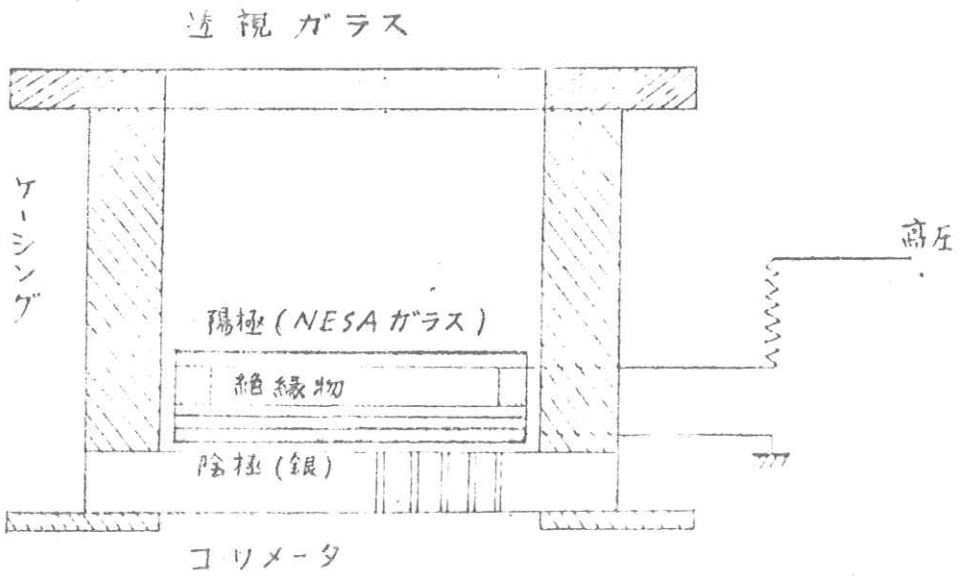 透視ガラス
ケーシング
高圧
陽極(NESAガラス)
絶縁物
陰極(銀)
コリメータ